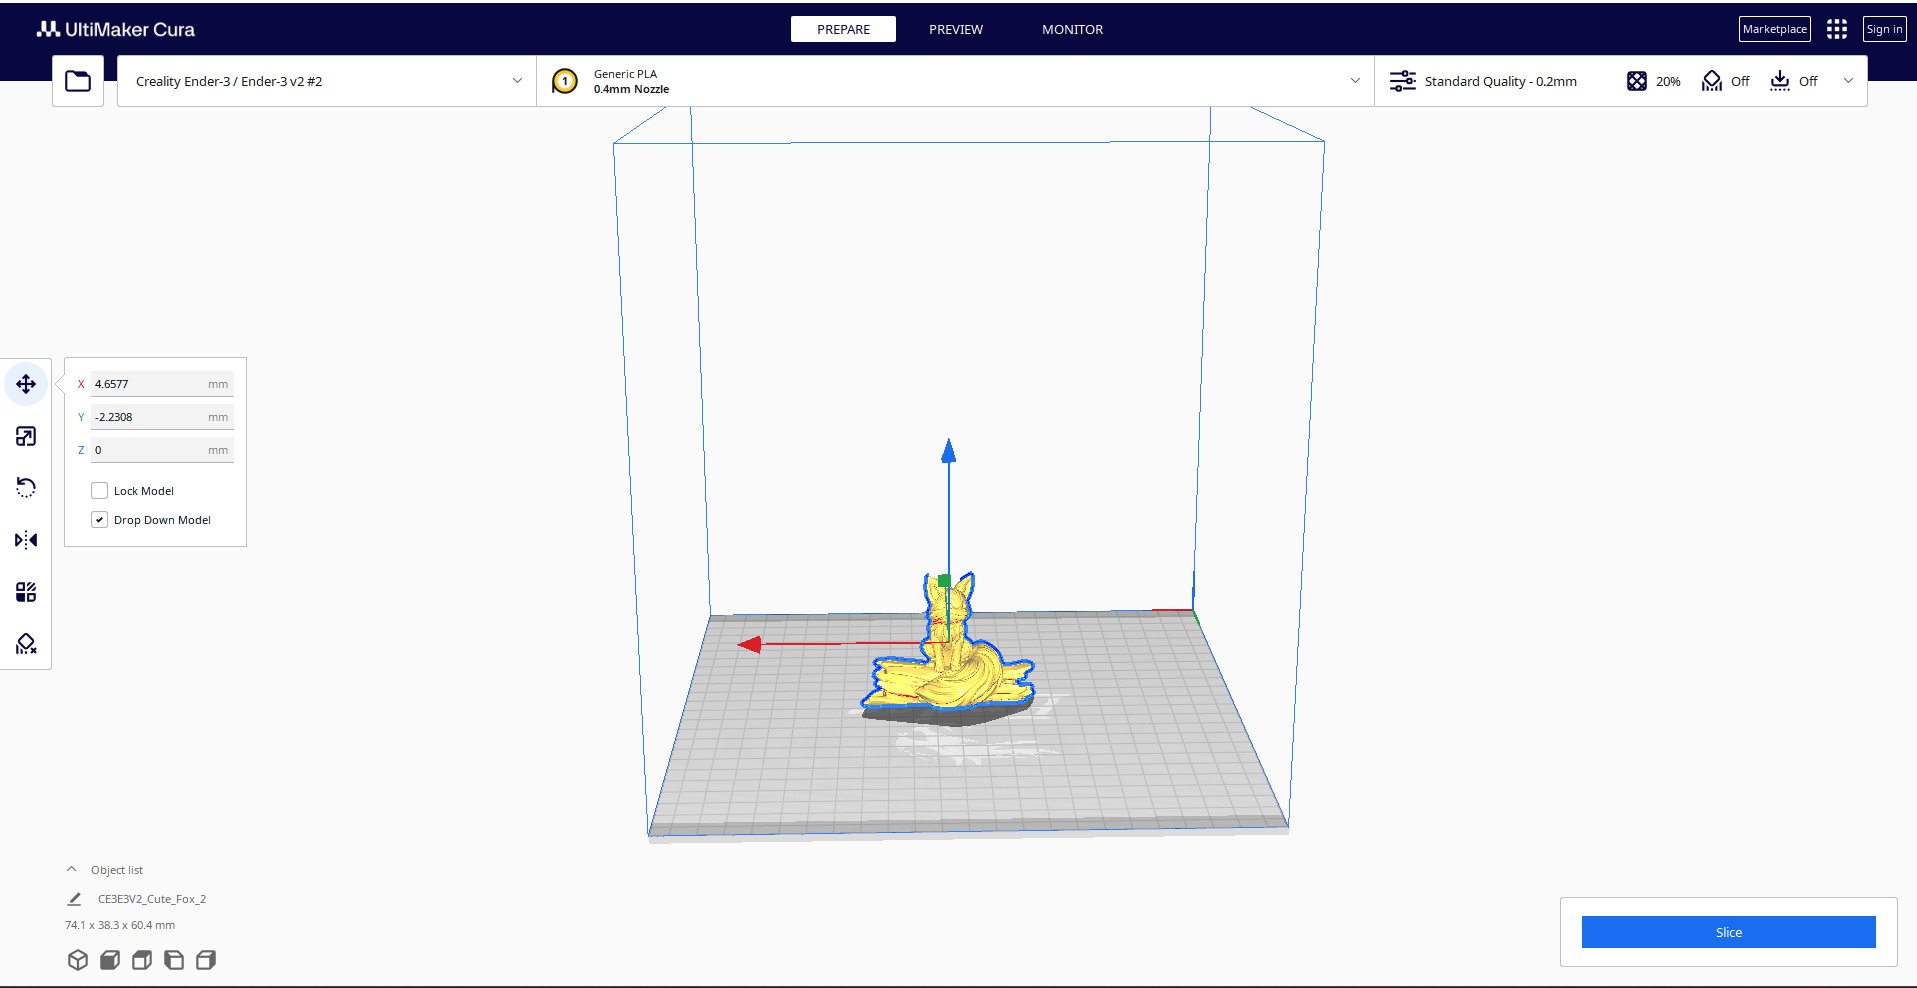 UltiMaker Cura
PREPARE
PREVIEW
MONITOR
Marketplace
Sign in
Creality Ender-3 / Ender-3 v2 #2
1
Generic PLA
0.4mm Nozzle
Standard Quality - 0.2mm
20%
Off
Off
X 4.6577 mm
Y -2.2308 mm
Z 0 mm
Lock Model
Drop Down Model
Object list
CE3E3V2_Cute_Fox_2
74.1 x 38.3 x 60.4 mm
Slice